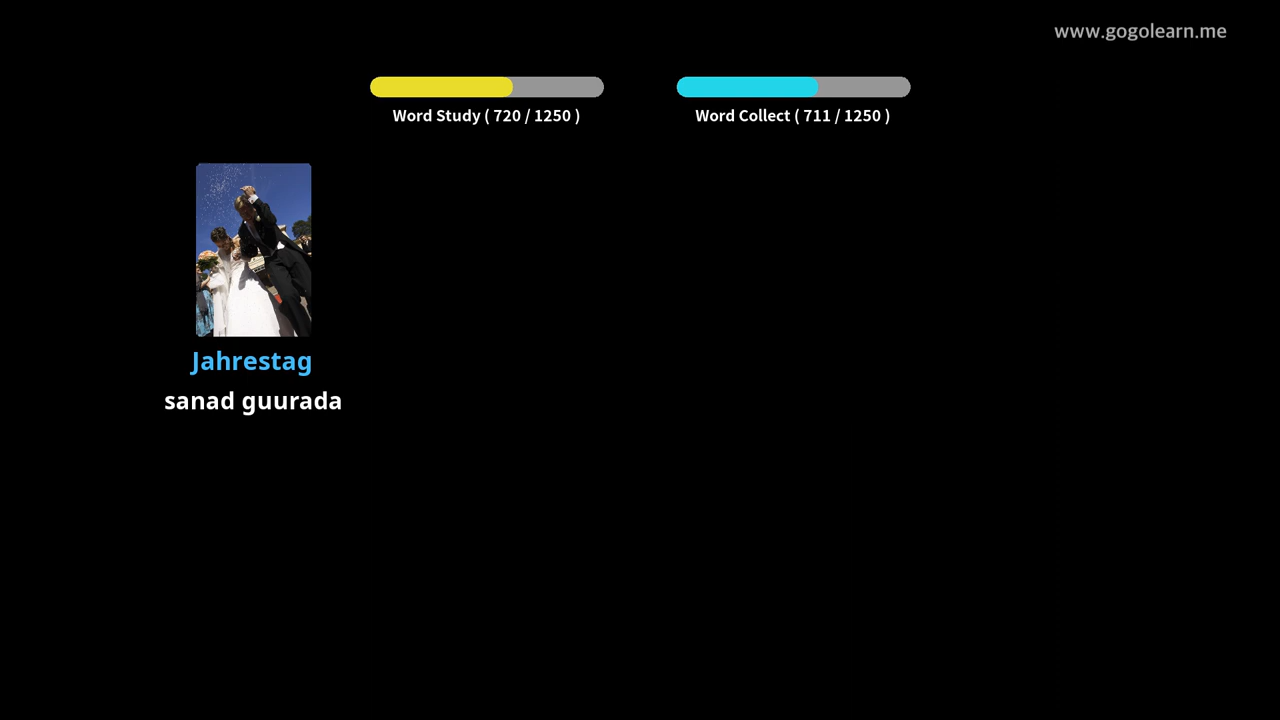 www.gogolearn.me
Word Study ( 720 / 1250 )
Word Collect ( 711 / 1250 )
Jahrestag
sanad guurada